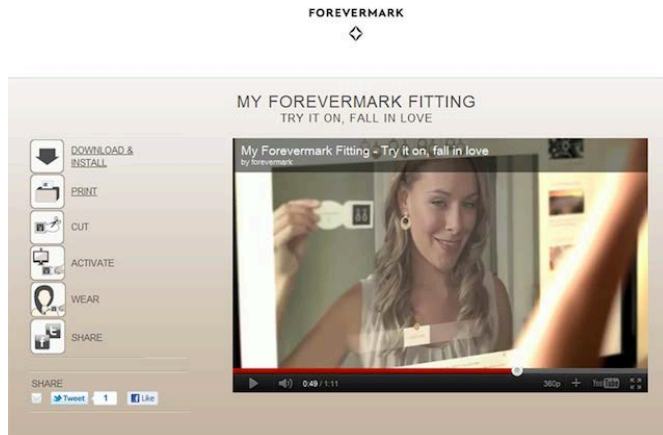 FOREVERMARK
MY FOREVERMARK FITTING
TRY IT ON, FALL IN LOVE
DOWNLOAD &
INSTALL
PRINT
CUT
ACTIVATE
WEAR
SHARE
My Forevermark Fitting - Try it on, fall in love
by forevermark
0:49 / 1:11
360p
YouTube
SHARE
Tweet
1
Like